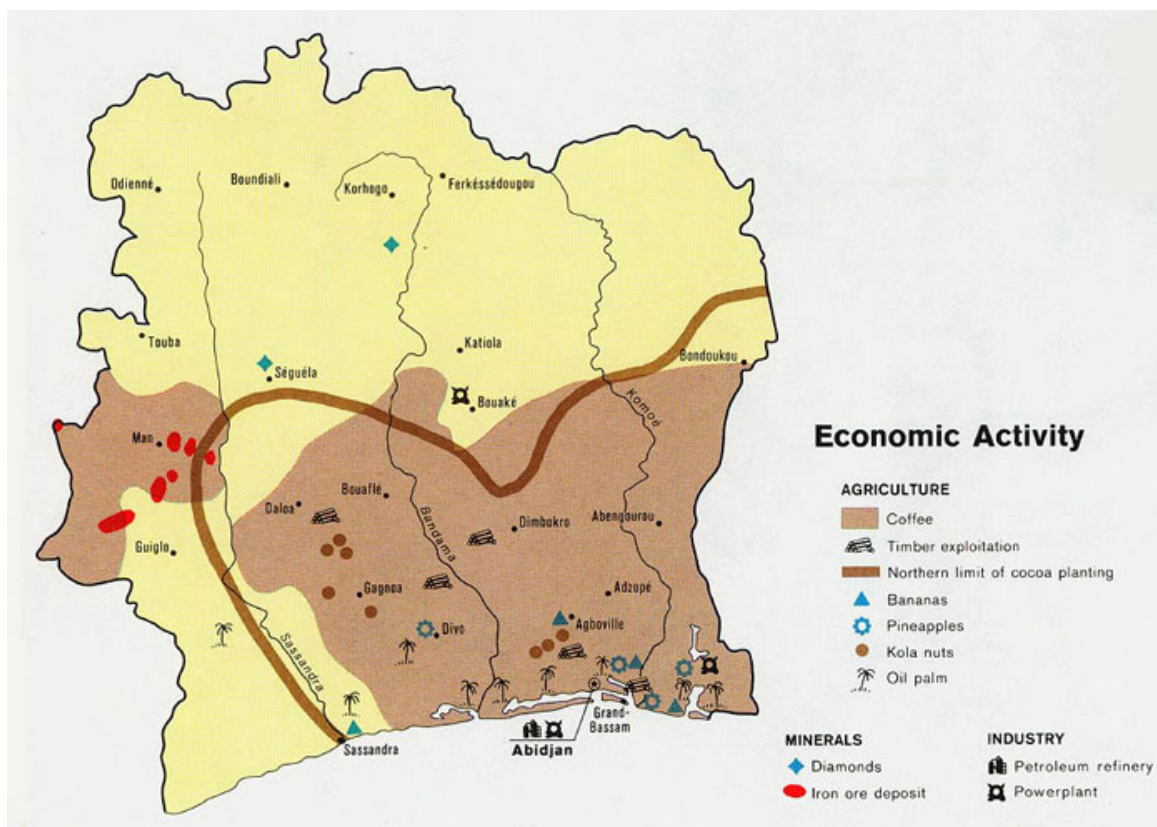 Odienné
Boundiali
Korhogo
Ferkéssédougou
Touba
Séguéla
Katiola
Bondoukou
Bouaké
Komoé
Man
Bouaflé
Daloa
Bandama
Dimbokro
Abengourou
Guiglo
Gagnoa
Adzopé
Divo
Agboville
Sassandra
Grand-
Bassam
Abidjan
Sassandra
Economic Activity
AGRICULTURE
Coffee
Timber exploitation
Northern limit of cocoa planting
Bananas
Pineapples
Kola nuts
Oil palm
MINERALS
Diamonds
Iron ore deposit
INDUSTRY
Petroleum refinery
Powerplant